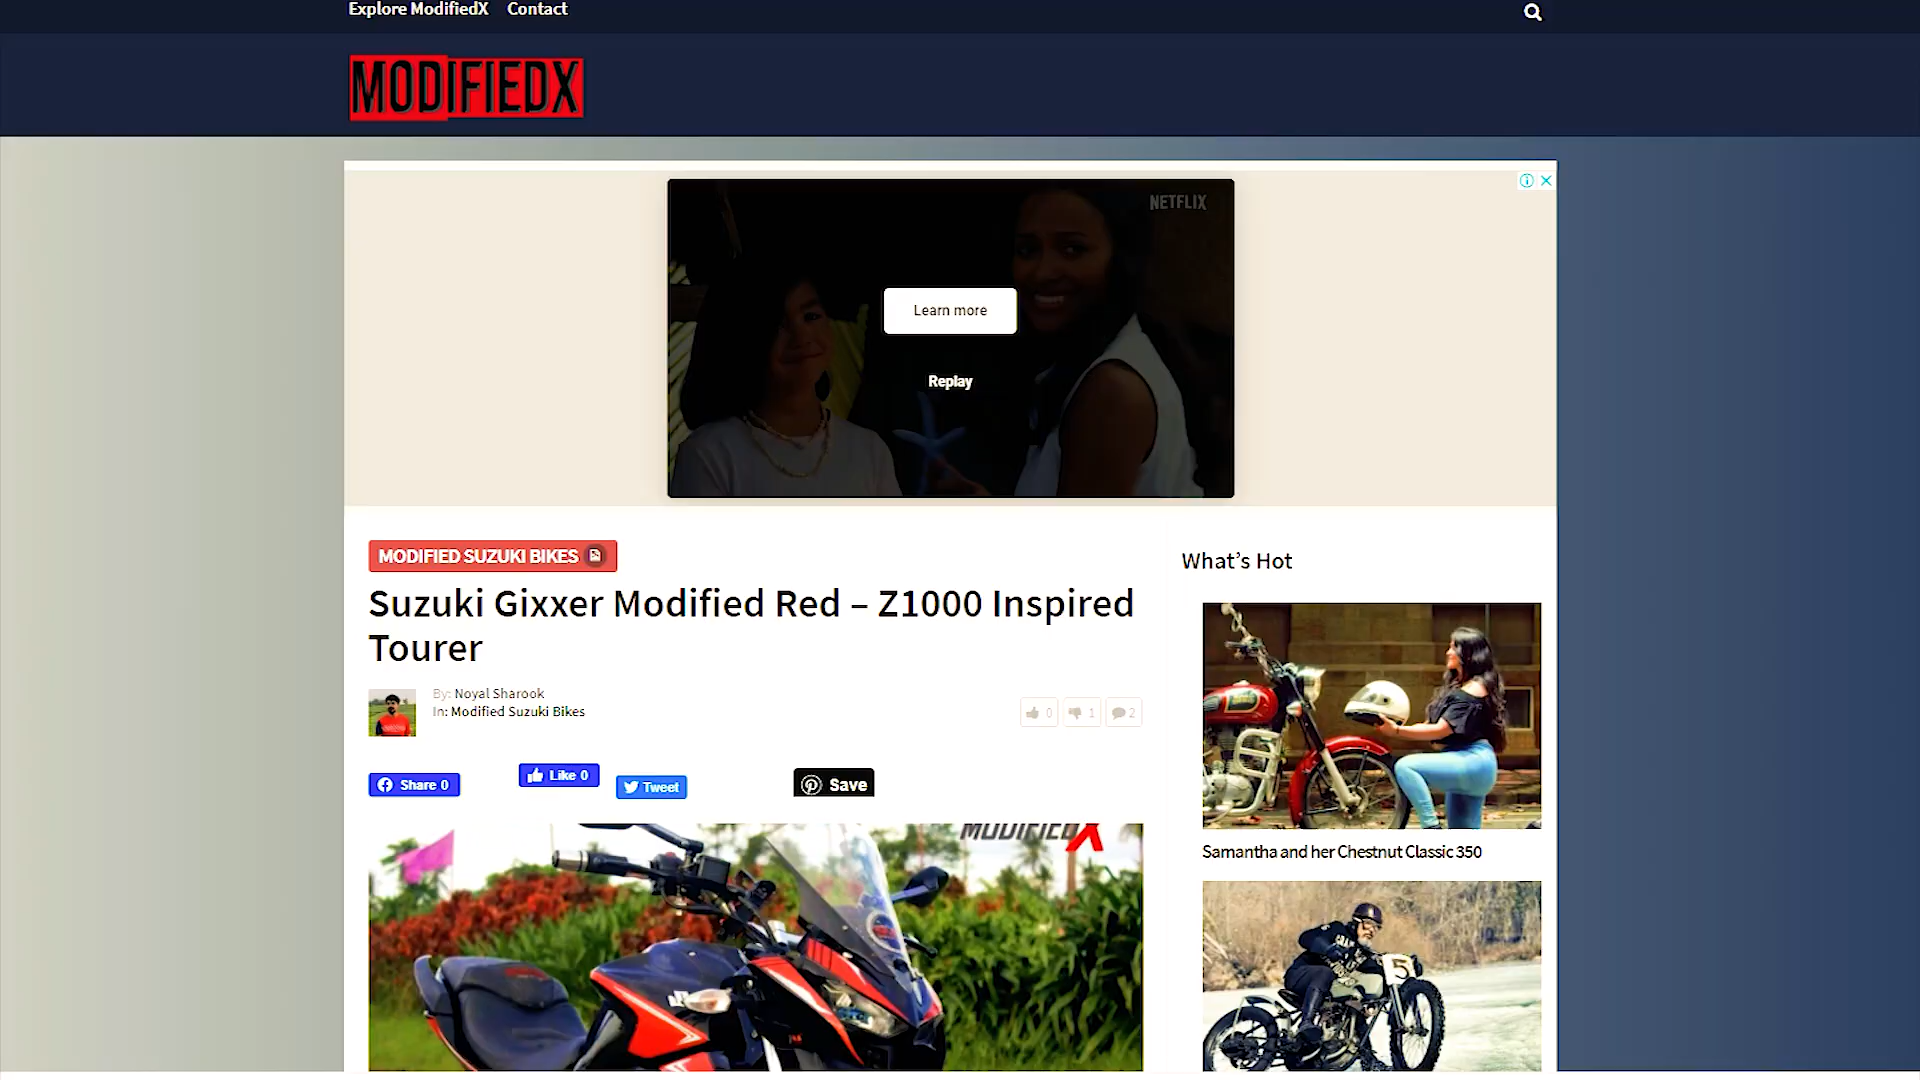 Explore ModifiedX Contact
MODIFIEDX
NETFLIX
Learn more
Replay
MODIFIED SUZUKI BIKES
Suzuki Gixxer Modified Red – Z1000 Inspired
Tourer
By: Noyal Sharook
In: Modified Suzuki Bikes
0 1 2
Share 0 Like 0 Tweet Save
MODIFIEDX
What's Hot
Samantha and her Chestnut Classic 350
5